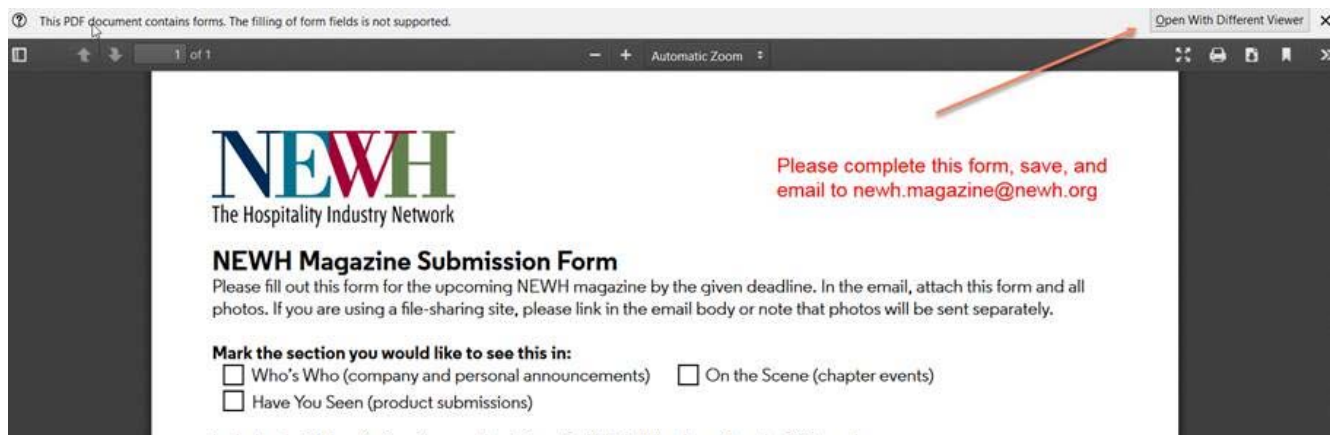 This PDF document contains forms. The filling of form fields is not supported.
Open With Different Viewer
1 of 1
Automatic Zoom
NEWH
The Hospitality Industry Network
Please complete this form, save, and
email to newh.magazine@newh.org
NEWH Magazine Submission Form
Please fill out this form for the upcoming NEWH magazine by the given deadline. In the email, attach this form and all
photos. If you are using a file-sharing site, please link in the email body or note that photos will be sent separately.
Mark the section you would like to see this in:
Who's Who (company and personal announcements)
On the Scene (chapter events)
Have You Seen (product submissions)